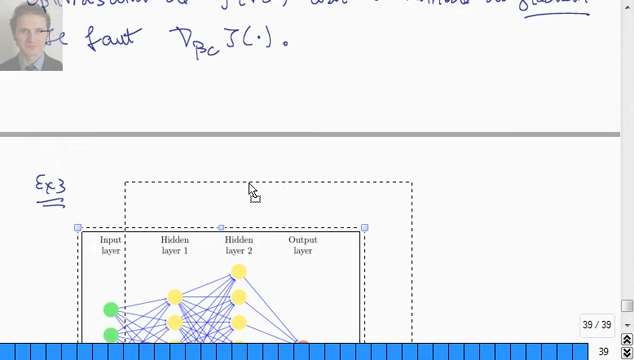 Il faut ∇βc J(·).
Ex3
Input layer
Hidden layer 1
Hidden layer 2
Output layer
39 / 39
39